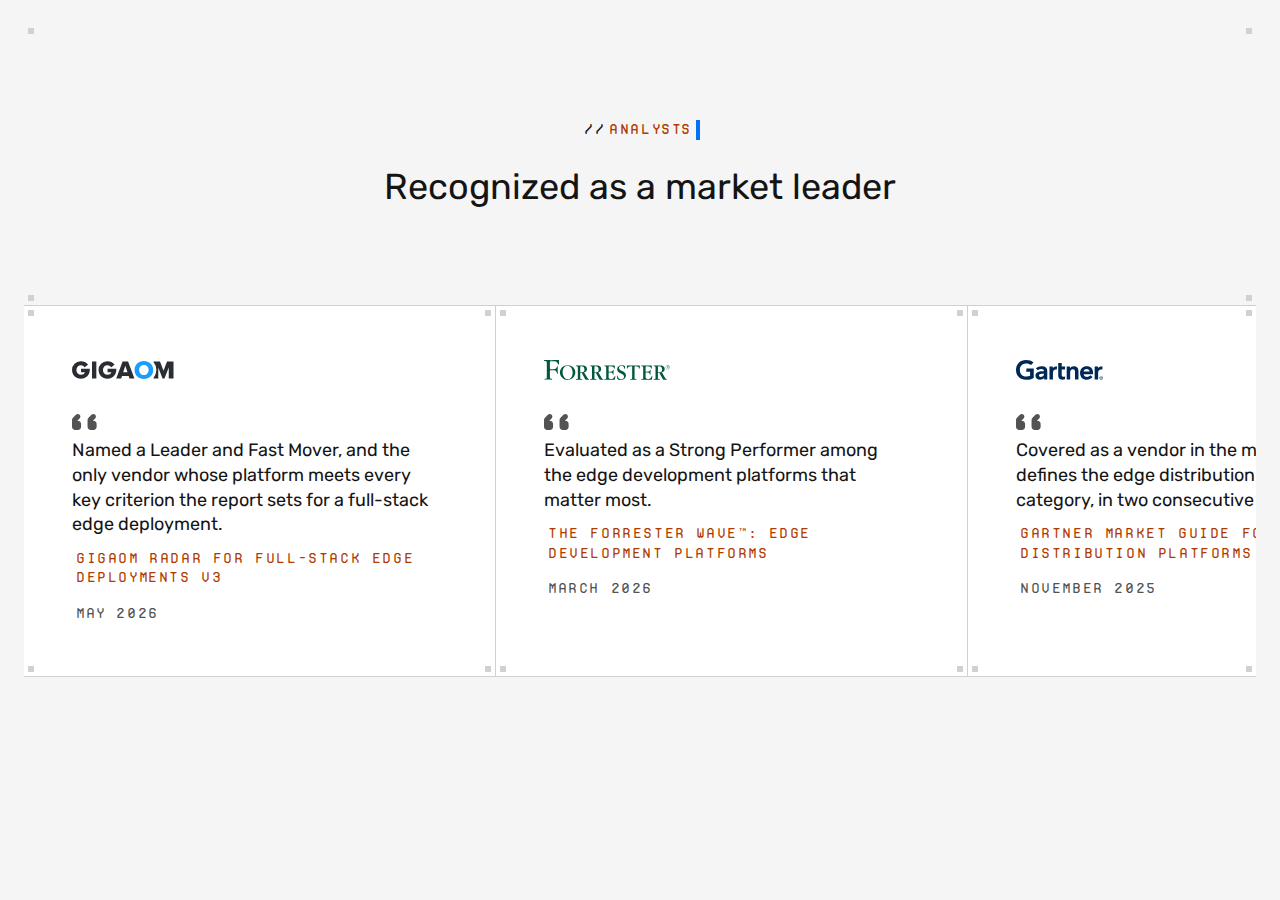 // ANALYSTS
Recognized as a market leader
GIGAOM
Named a Leader and Fast Mover, and the
only vendor whose platform meets every
key criterion the report sets for a full-stack
edge deployment.
GIGAOM RADAR FOR FULL-STACK EDGE
DEPLOYMENTS V3
MAY 2026
FORRESTER®
Evaluated as a Strong Performer among
the edge development platforms that
matter most.
THE FORRESTER WAVE™: EDGE
DEVELOPMENT PLATFORMS
MARCH 2026
Gartner®
Covered as a vendor in the m
defines the edge distribution
category, in two consecutive
GARTNER MARKET GUIDE FO
DISTRIBUTION PLATFORMS
NOVEMBER 2025